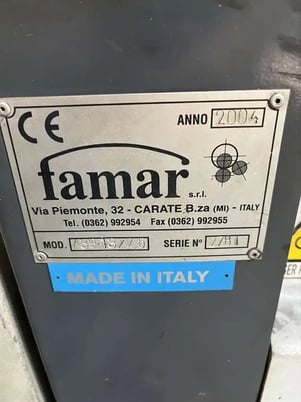 CE ANNO 2004
famar s.r.l.
Via Piemonte, 32 - CARATE B.za (MI) - ITALY
Tel. (0362) 992954 Fax (0362) 992955
MOD. SERIE N°
MADE IN ITALY